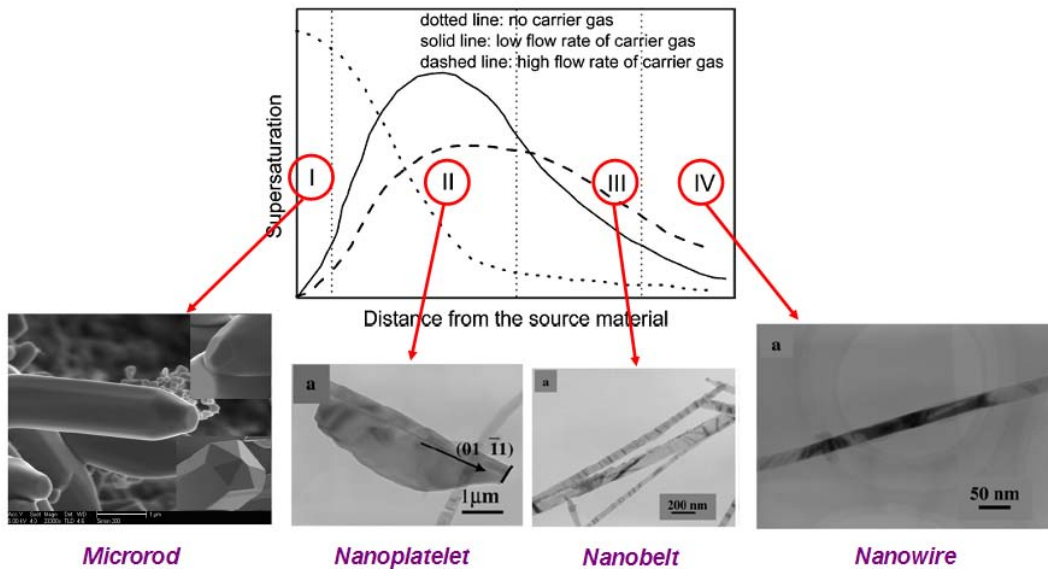 dotted line: no carrier gas
solid line: low flow rate of carrier gas
dashed line: high flow rate of carrier gas
Supersaturation
I
II
III
IV
Distance from the source material
a
(01 1̅1)
1μm
a
200 nm
a
50 nm
Microrod
Nanoplatelet
Nanobelt
Nanowire